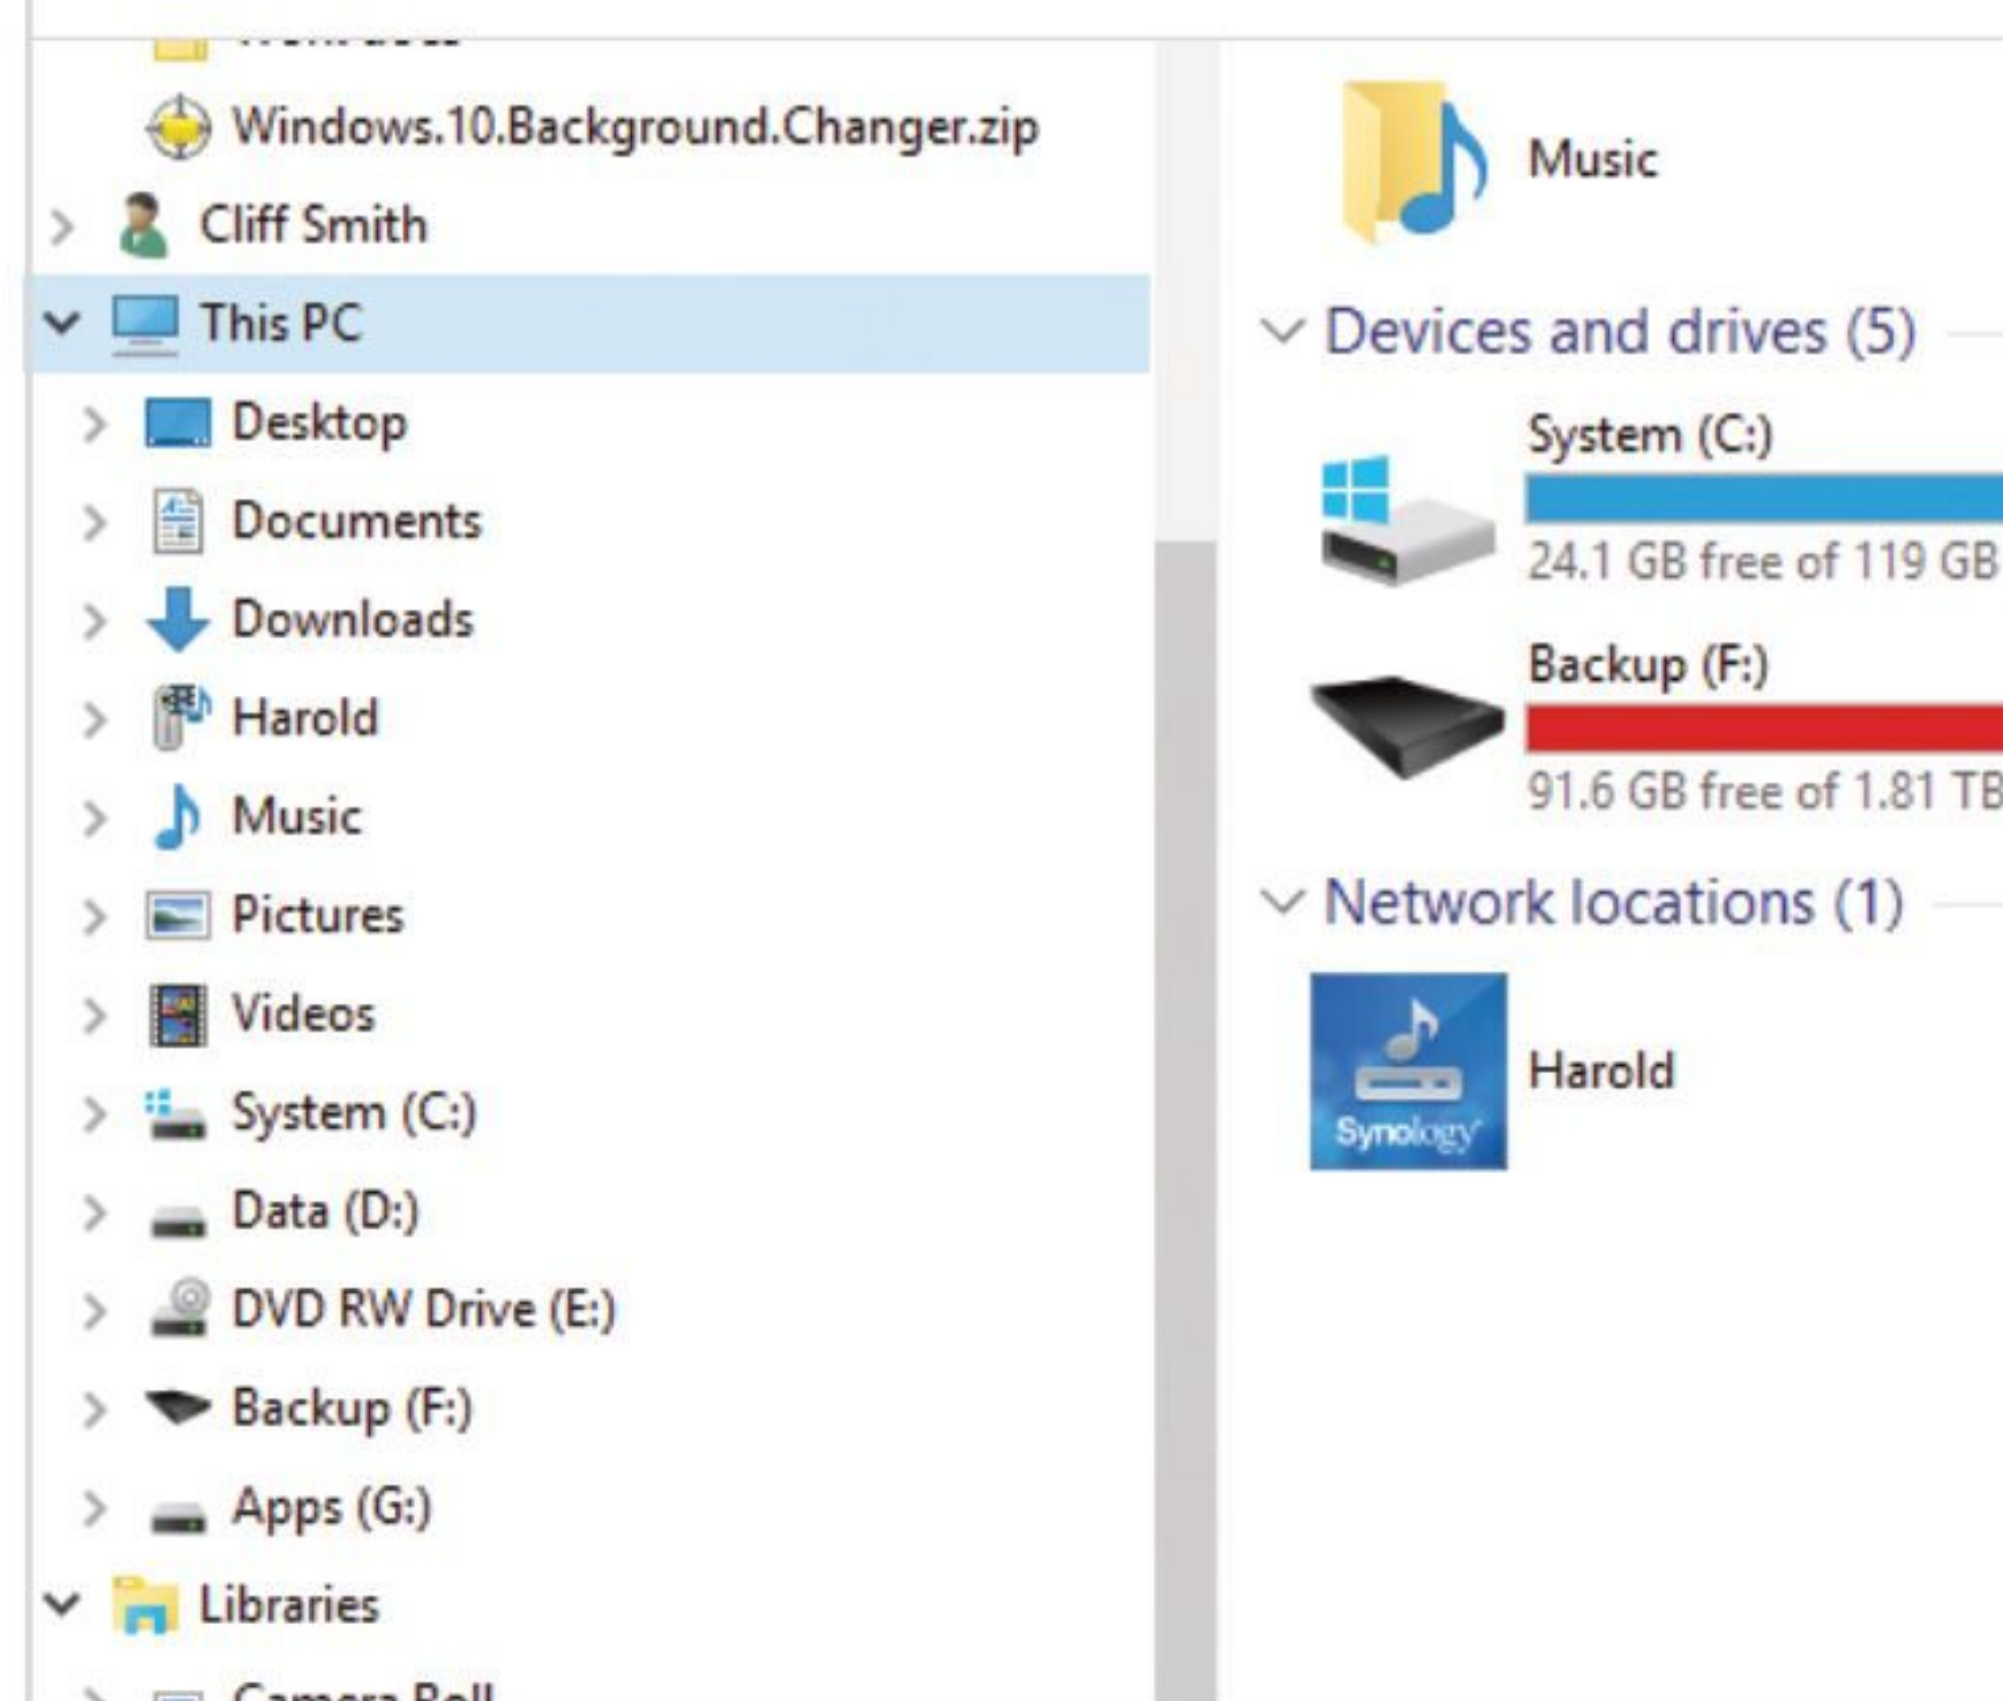 Windows.10.Background.Changer.zip
Cliff Smith
This PC
Desktop
Documents
Downloads
Harold
Music
Pictures
Videos
System (C:)
Data (D:)
DVD RW Drive (E:)
Backup (F:)
Apps (G:)
Libraries
Camera Roll
Music
Devices and drives (5)
System (C:)
24.1 GB free of 119 GB
Backup (F:)
91.6 GB free of 1.81 TB
Network locations (1)
Synology
Harold